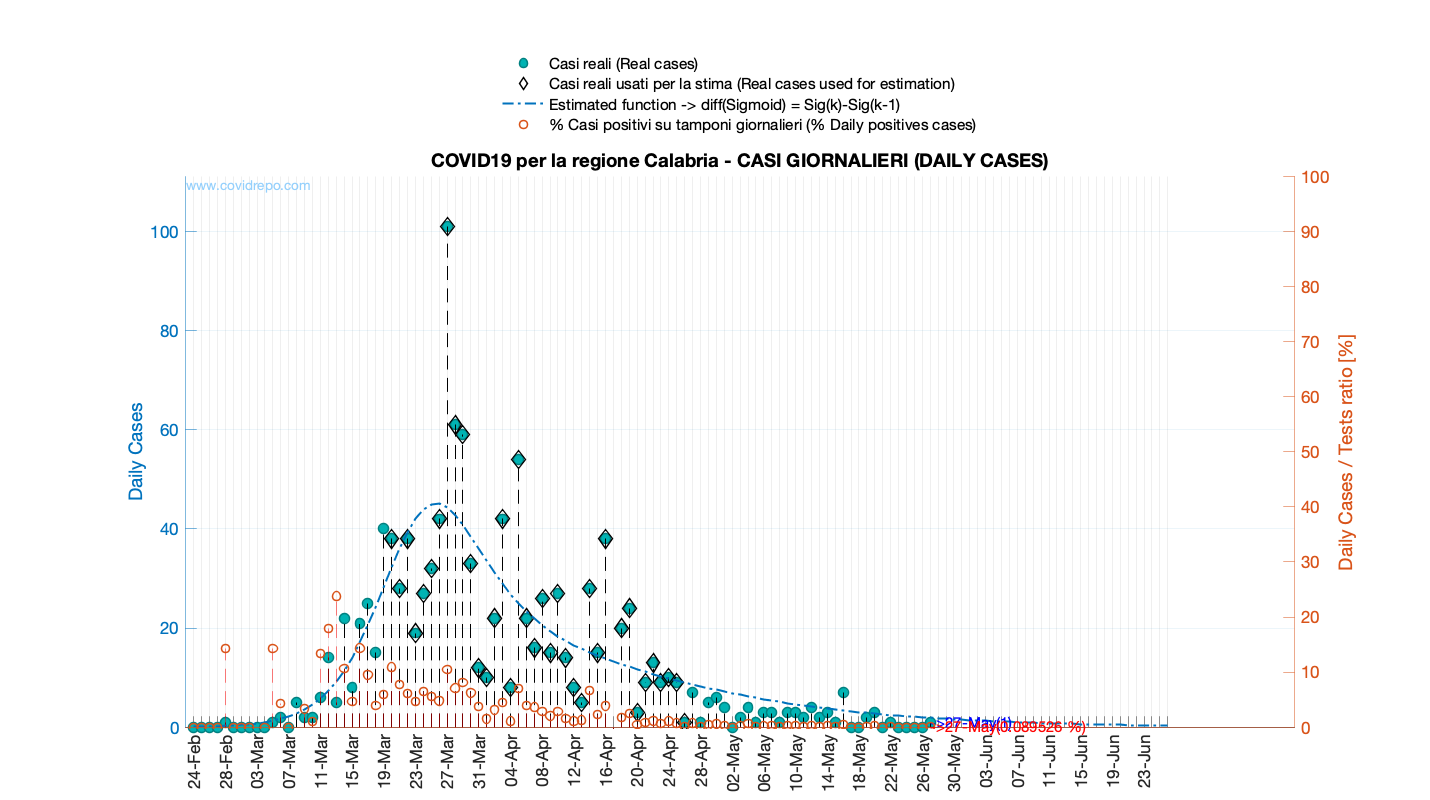 Casi reali (Real cases)
Casi reali usati per la stima (Real cases used for estimation)
Estimated function -> diff(Sigmoid) = Sig(k)-Sig(k-1)
% Casi positivi su tamponi giornalieri (% Daily positives cases)
COVID19 per la regione Calabria - CASI GIORNALIERI (DAILY CASES)
www.covidrepo.com
Daily Cases
100
80
60
40
20
0
Daily Cases / Tests ratio [%]
100
90
80
70
60
50
40
30
20
10
0
->27-May(0.089526 %)
24-Feb
28-Feb
03-Mar
07-Mar
11-Mar
15-Mar
19-Mar
23-Mar
27-Mar
31-Mar
04-Apr
08-Apr
12-Apr
16-Apr
20-Apr
24-Apr
28-Apr
02-May
06-May
10-May
14-May
18-May
22-May
26-May
30-May
03-Jun
07-Jun
11-Jun
15-Jun
19-Jun
23-Jun